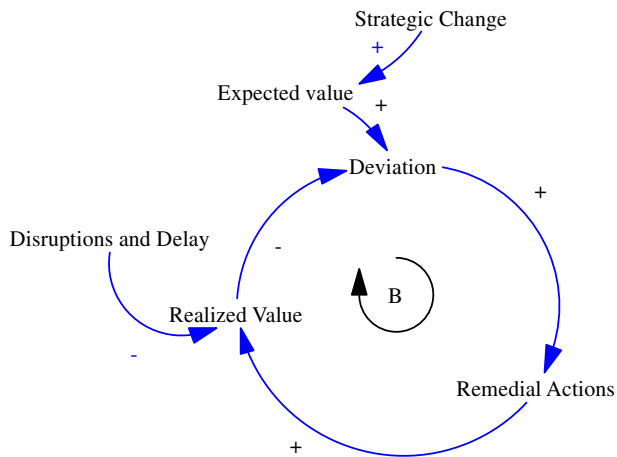 Strategic Change
+
Expected value
+
Deviation
+
Disruptions and Delay
-
B
Realized Value
-
Remedial Actions
+